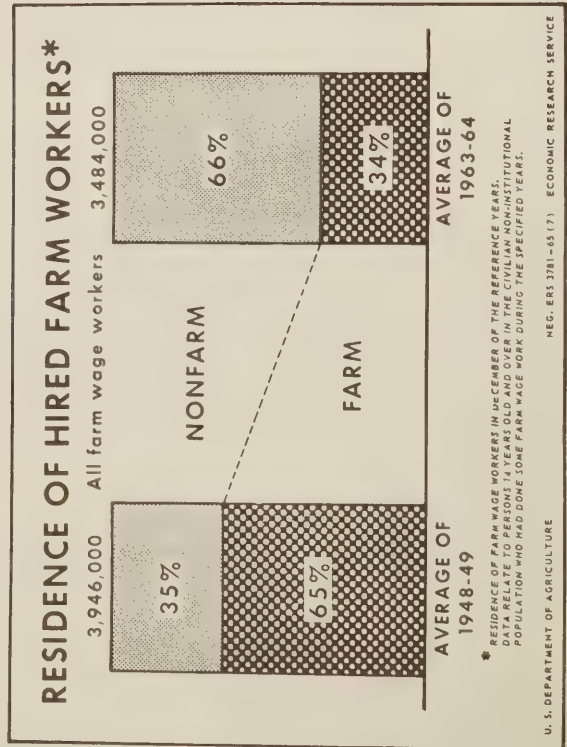 RESIDENCE OF HIRED FARM WORKERS*
All farm wage workers
3,946,000
3,484,000
35%
65%
NONFARM
FARM
66%
34%
AVERAGE OF
1948-49
AVERAGE OF
1963-64
* RESIDENCE OF FARM WAGE WORKERS IN DECEMBER OF THE REFERENCE YEARS.
DATA RELATE TO PERSONS 14 YEARS OLD AND OVER IN THE CIVILIAN NON-INSTITUTIONAL
POPULATION WHO HAD DONE SOME FARM WAGE WORK DURING THE SPECIFIED YEARS.
U. S. DEPARTMENT OF AGRICULTURE
NEG. ERS 3781-65 (7) ECONOMIC RESEARCH SERVICE